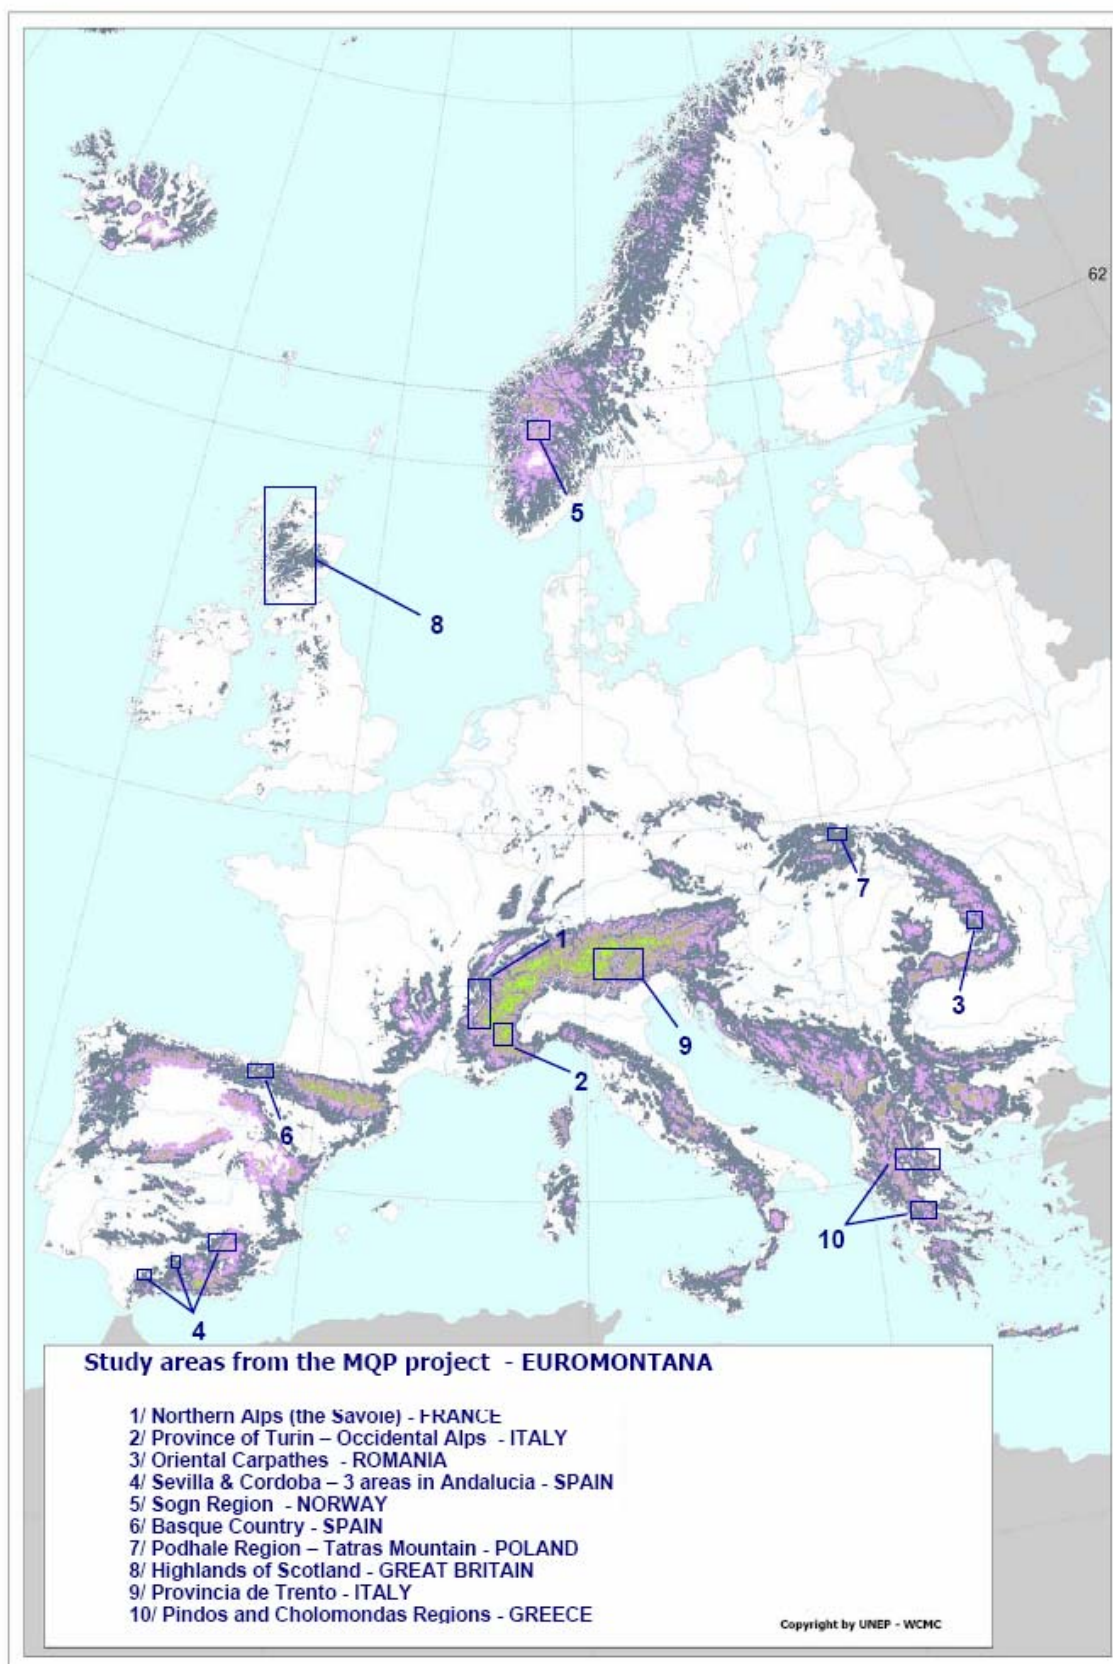 62
5
8
7
1
3
9
2
6
10
4
Study areas from the MQP project - EUROMONTANA
1/ Northern Alps (the Savoie) - FRANCE
2/ Province of Turin – Occidental Alps - ITALY
3/ Oriental Carpathes - ROMANIA
4/ Sevilla & Cordoba – 3 areas in Andalucia - SPAIN
5/ Sogn Region - NORWAY
6/ Basque Country - SPAIN
7/ Podhale Region – Tatras Mountain - POLAND
8/ Highlands of Scotland - GREAT BRITAIN
9/ Provincia de Trento - ITALY
10/ Pindos and Cholomondas Regions - GREECE
Copyright by UNEP - WCMC